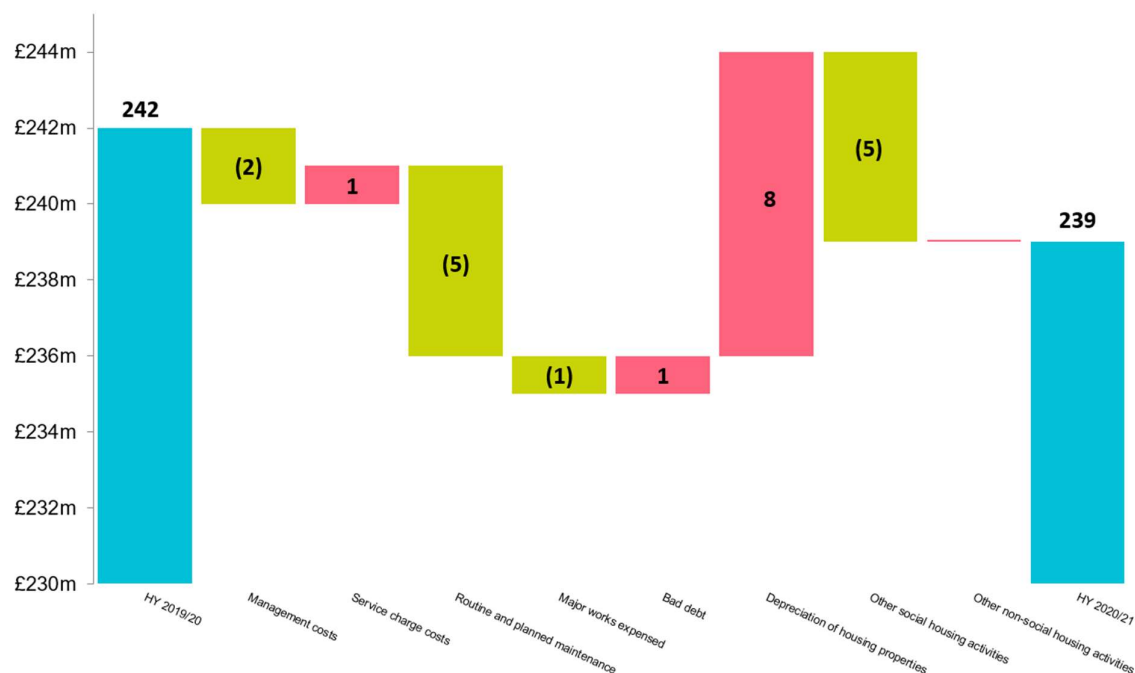 £244m
£242m
£240m
£238m
£236m
£234m
£232m
£230m
242
(2)
1
(5)
(1)
1
8
(5)
239
HY 2019/20
Management costs
Service charge costs
Routine and planned maintenance
Major works expensed
Bad debt
Depreciation of housing properties
Other social housing activities
Other non-social housing activities
HY 2020/21